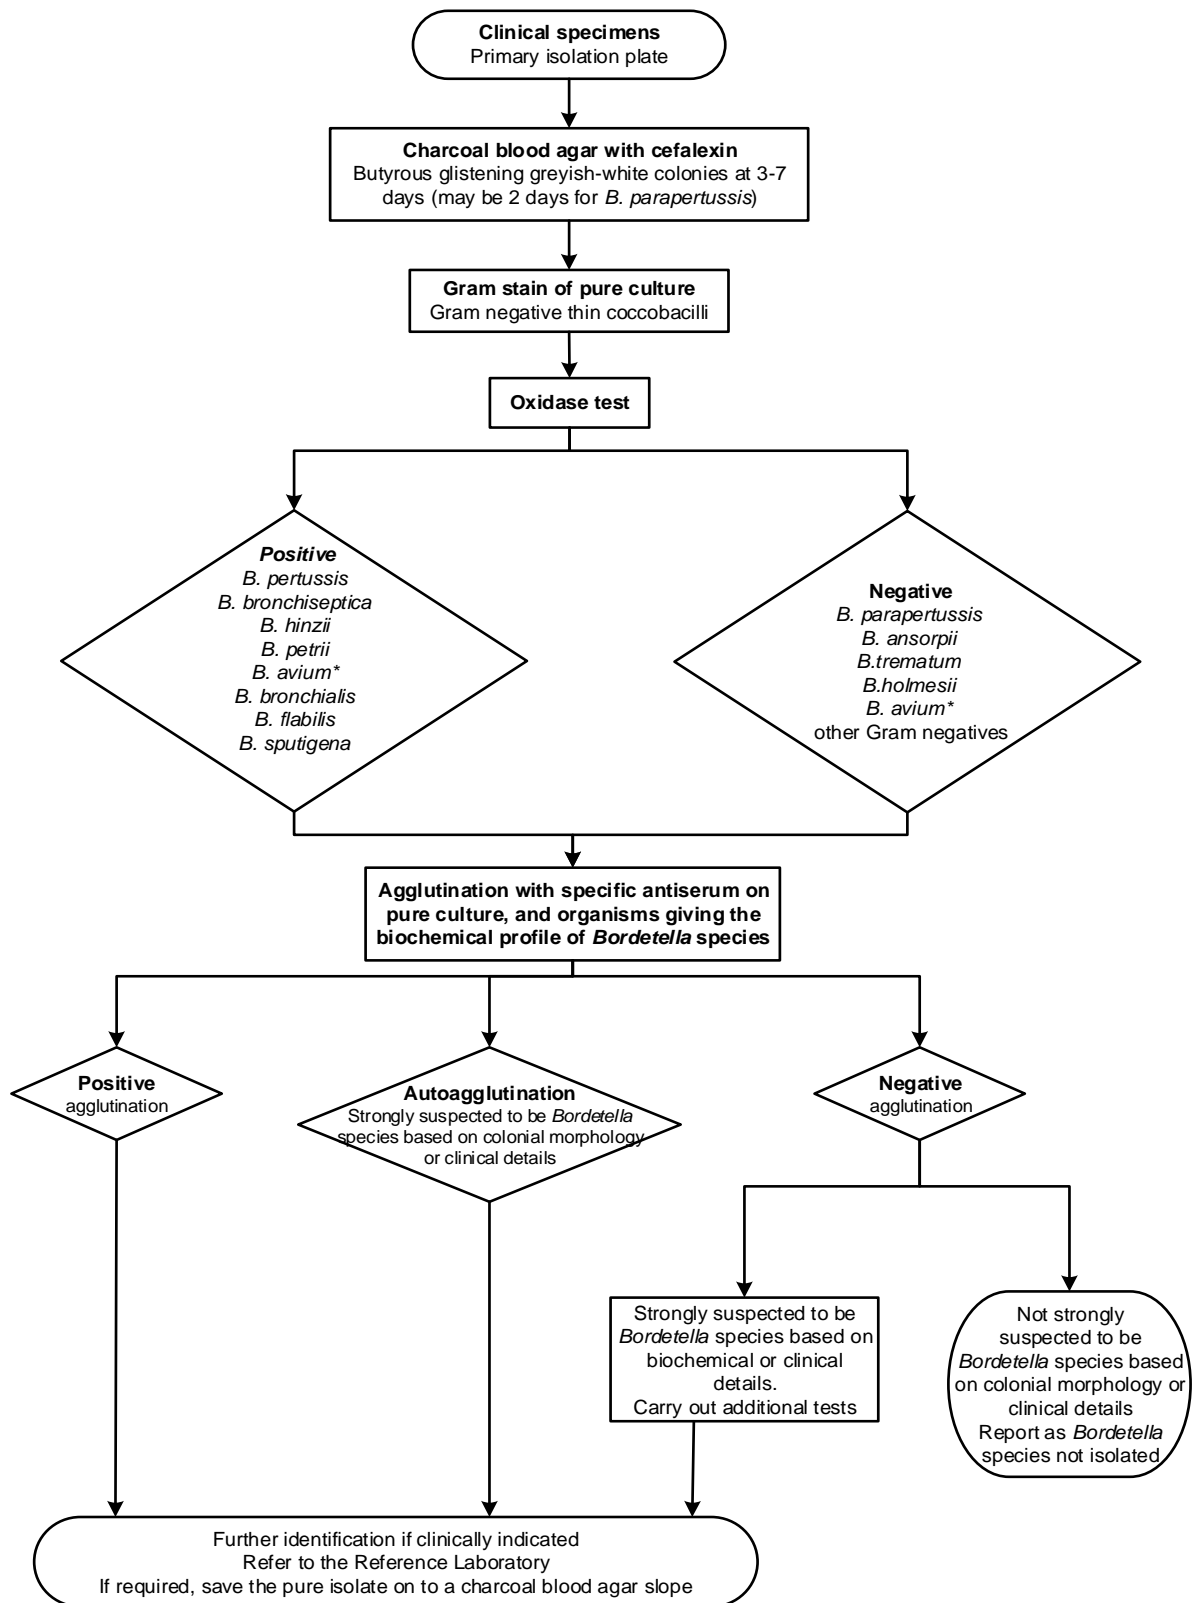 Clinical specimens
Primary isolation plate
Charcoal blood agar with cefalexin
Butyrous glistening greyish-white colonies at 3-7
days (may be 2 days for B. parapertussis)
Gram stain of pure culture
Gram negative thin coccobacilli
Oxidase test
Positive
B. pertussis
B. bronchiseptica
B. hinzii
B. petrii
B. avium*
B. bronchialis
B. flabilis
B. sputigena
Negative
B. parapertussis
B. ansorpii
B.trematum
B.holmesii
B. avium*
other Gram negatives
Agglutination with specific antiserum on
pure culture, and organisms giving the
biochemical profile of Bordetella species
Positive
agglutination
Autoagglutination
Strongly suspected to be Bordetella
species based on colonial morphology
or clinical details
Negative
agglutination
Strongly suspected to be
Bordetella species based on
biochemical or clinical
details.
Carry out additional tests
Not strongly
suspected to be
Bordetella species based
on colonial morphology or
clinical details
Report as Bordetella
species not isolated
Further identification if clinically indicated
Refer to the Reference Laboratory
If required, save the pure isolate on to a charcoal blood agar slope